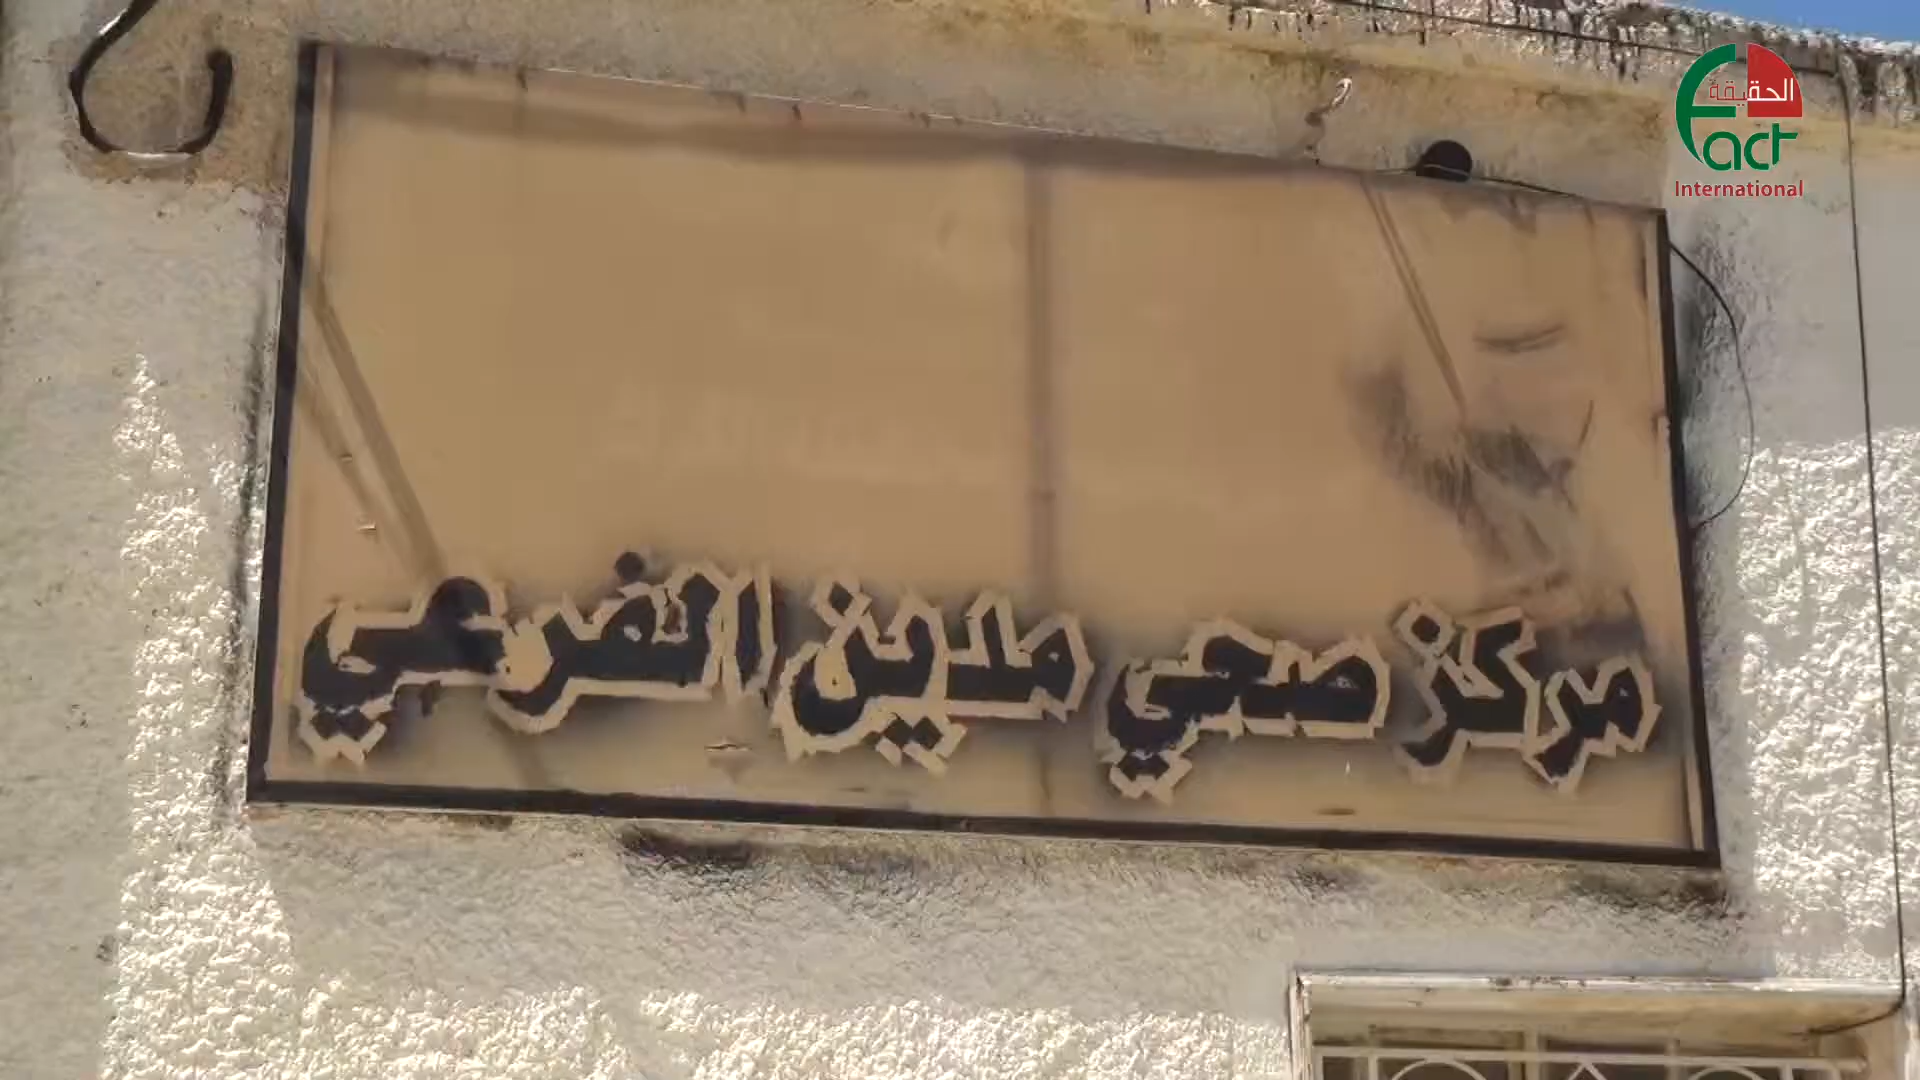 الحقيقة
Fact
International
مركز صحي مدين الفرعي